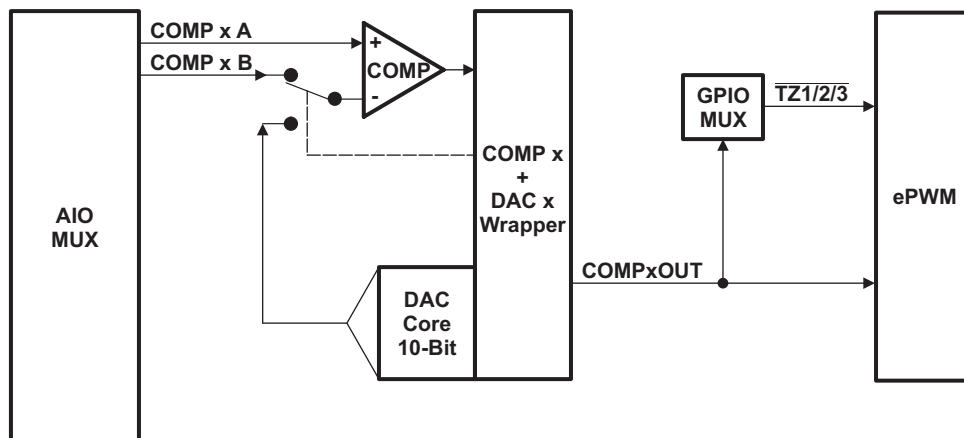 COMP x A
COMP x B
+
COMP
-
AIO
MUX
COMP x
+
DAC x
Wrapper
DAC
Core
10-Bit
COMPxOUT
GPIO
MUX
TZ1/2/3
ePWM